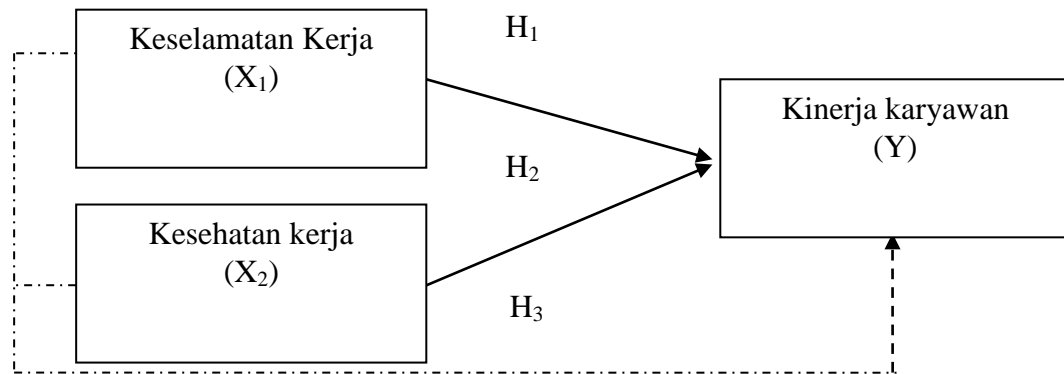 Keselamatan Kerja
(X₁)
H₁
Kinerja karyawan
(Y)
H₂
Kesehatan kerja
(X₂)
H₃